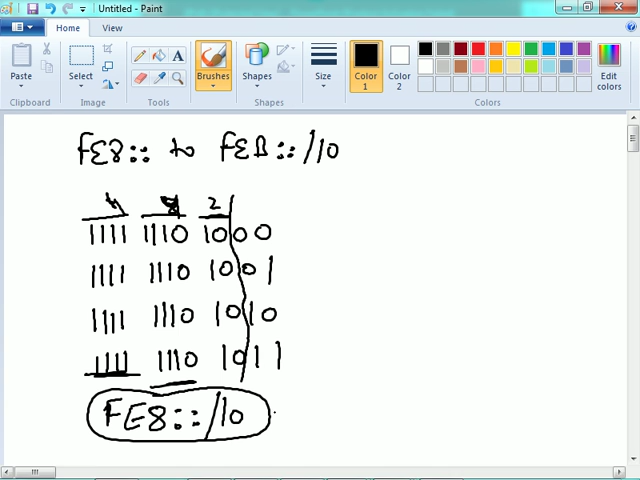 Untitled - Paint
Home View
Paste Select Brushes Shapes Size Color 1 Color 2 Edit colors
Clipboard Image Tools Shapes Colors
FE8:: to FEB::/10
2
1111 1110 1000
1111 1110 1001
1111 1110 1010
1111 1110 1011
FE8::/10